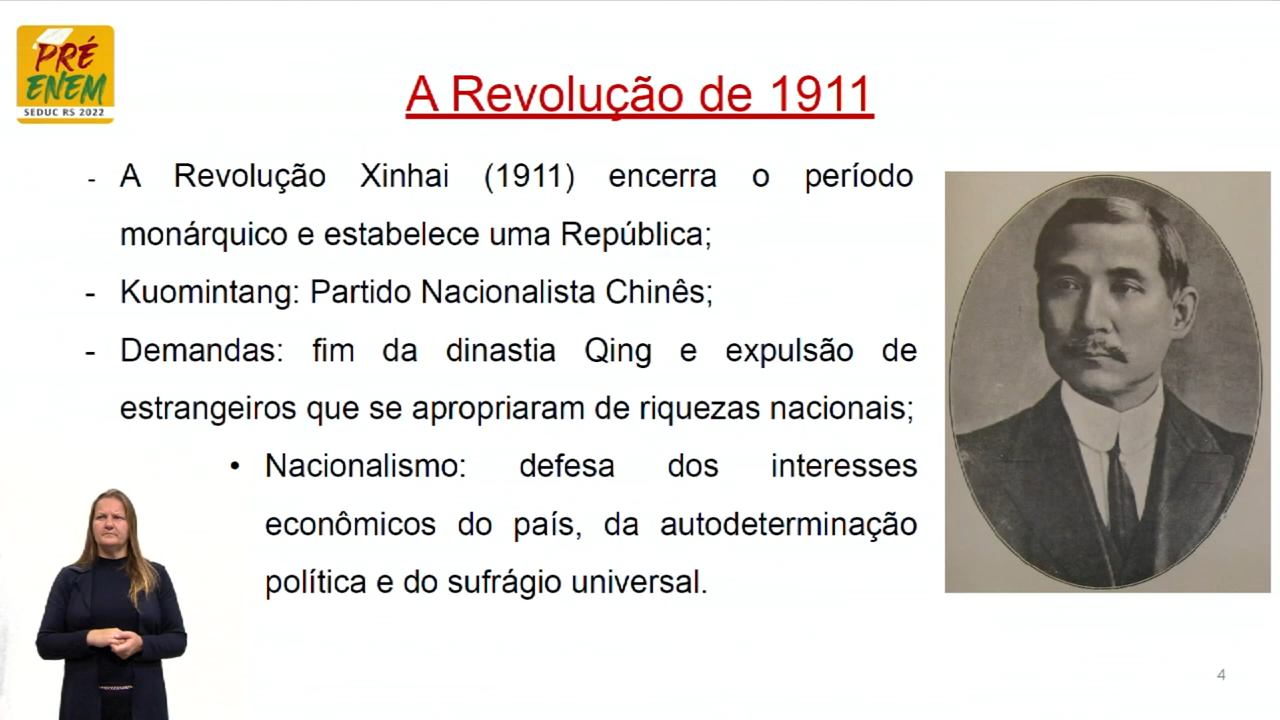 PRÉ
ENEM
SEDUC RS 2022
A Revolução de 1911
- A Revolução Xinhai (1911) encerra o período
monárquico e estabelece uma República;
- Kuomintang: Partido Nacionalista Chinês;
- Demandas: fim da dinastia Qing e expulsão de
estrangeiros que se apropriaram de riquezas nacionais;
• Nacionalismo: defesa dos interesses
econômicos do país, da autodeterminação
política e do sufrágio universal.
4